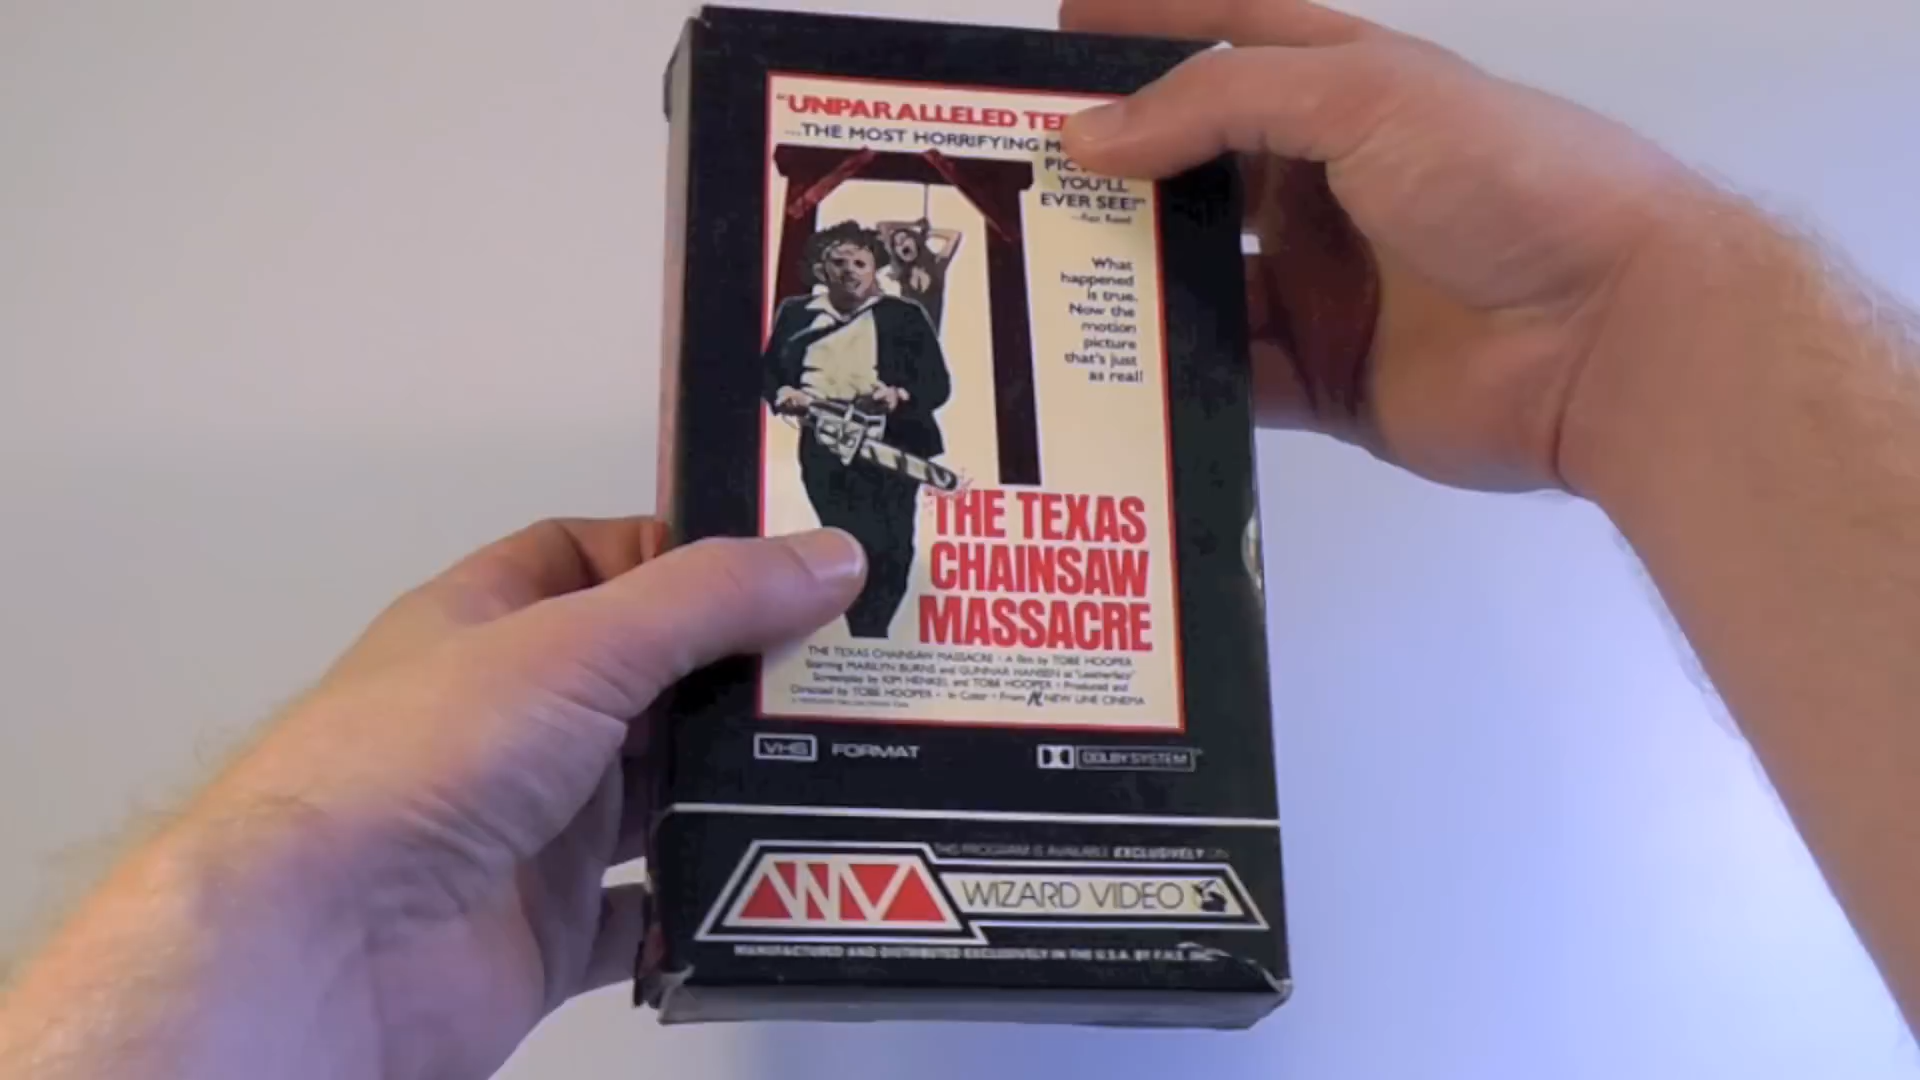 "UNPARALLELED
...THE MOST HORRIFYING
YOU'LL
EVER SEE!"
—Rex Reed
What
happened
is true.
Now the
motion
picture
that's just
as real!
THE TEXAS
CHAINSAW
MASSACRE
THE TEXAS CHAINSAW MASSACRE • A film by TOBE HOOPER
Starring MARILYN BURNS and GUNNAR HANSEN as "Leatherface"
Screenplay by KIM HENKEL and TOBE HOOPER • Produced and
Directed by TOBE HOOPER • In Color • From NEW LINE CINEMA
VHS FORMAT
DOLBY SYSTEM
THIS PROGRAM IS AVAILABLE EXCLUSIVELY ON
WV WIZARD VIDEO
MANUFACTURED AND DISTRIBUTED EXCLUSIVELY IN THE U.S.A. BY F.H.E. INC.